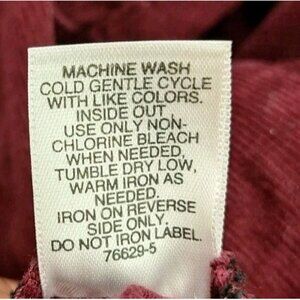 MACHINE WASH
COLD GENTLE CYCLE
WITH LIKE COLORS.
INSIDE OUT
USE ONLY NON-
CHLORINE BLEACH
WHEN NEEDED,
TUMBLE DRY LOW,
WARM IRON AS
NEEDED.
IRON ON REVERSE
SIDE ONLY.
DO NOT IRON LABEL.
76629-5